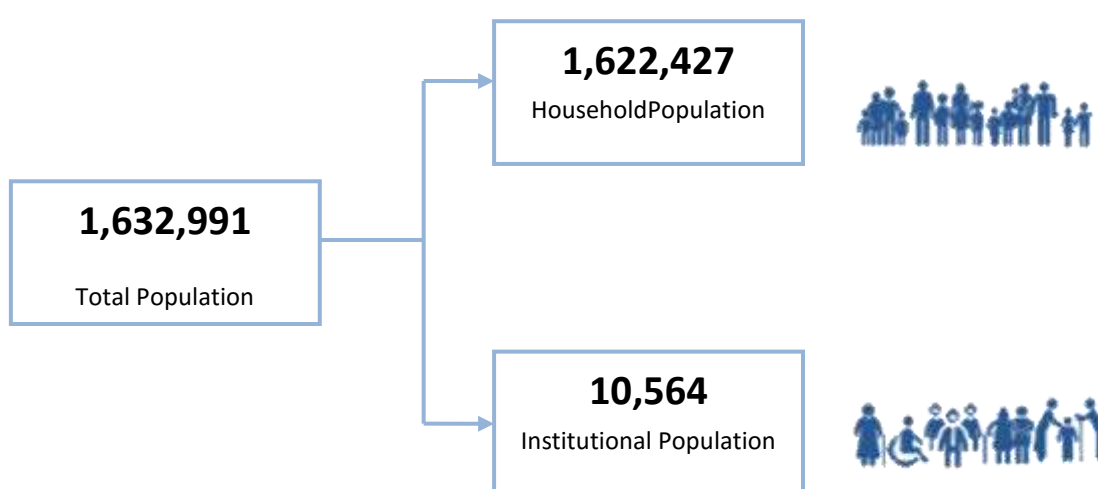 1,622,427
HouseholdPopulation
1,632,991
Total Population
10,564
Institutional Population